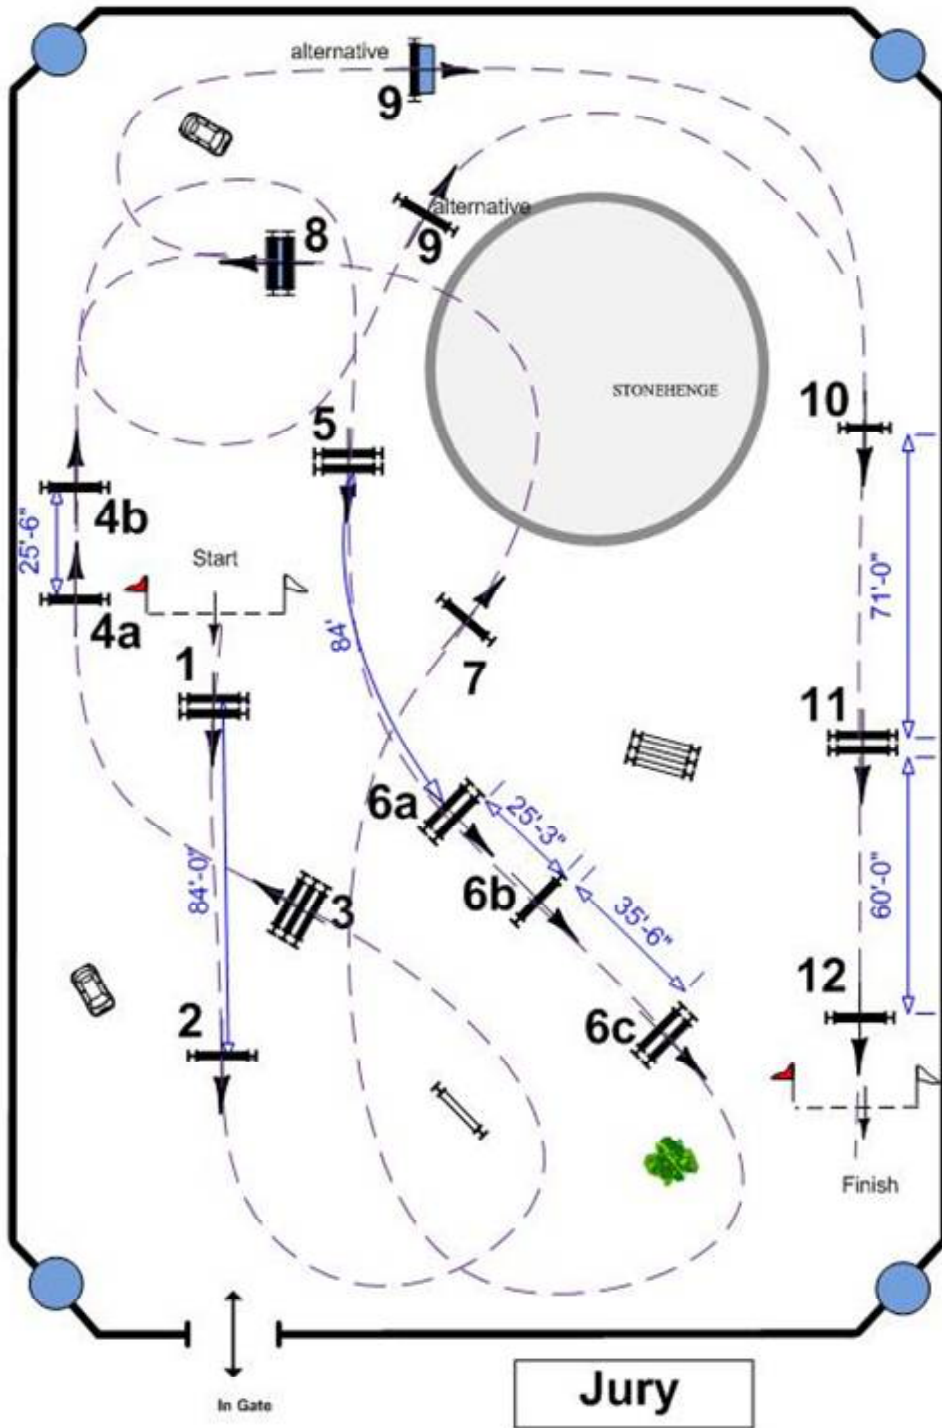 alternative
9
8
alternative
9
STONEHENGE
10
5
4b
25'-6"
Start
4a
71'-0"
84'
1
7
11
6a
25'-3"
84'-0"
6b
3
35'-6"
60'-0"
12
2
6c
Finish
In Gate
Jury